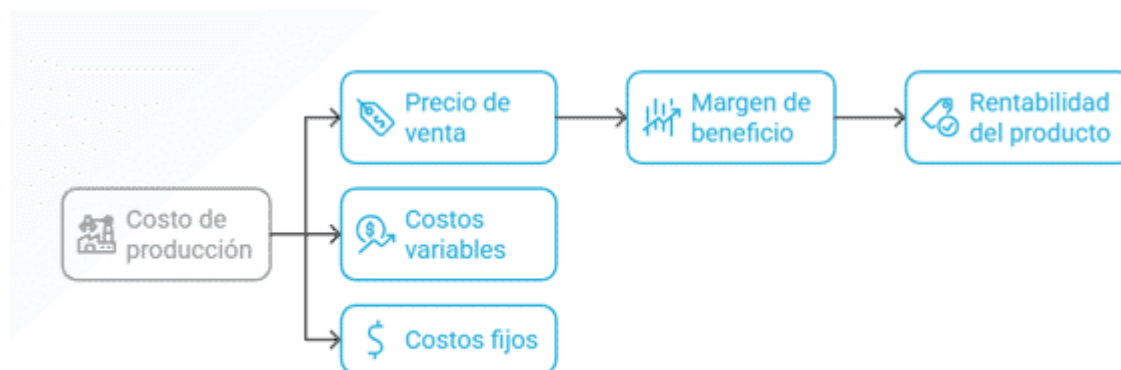 Precio de
venta
Margen de
beneficio
Rentabilidad
del producto
Costo de
producción
Costos
variables
Costos fijos